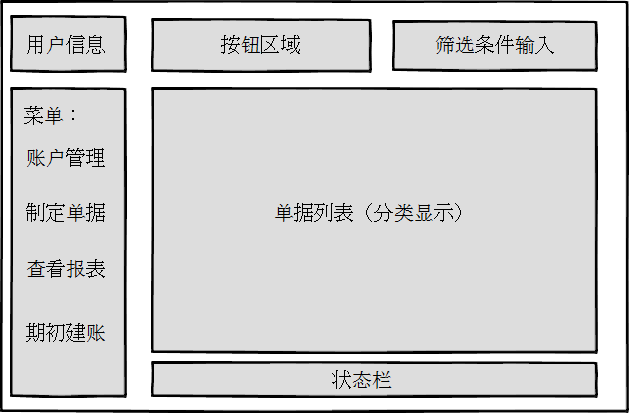 用户信息
按钮区域
筛选条件输入
菜单：
账户管理
制定单据
查看报表
期初建账
单据列表（分类显示）
状态栏